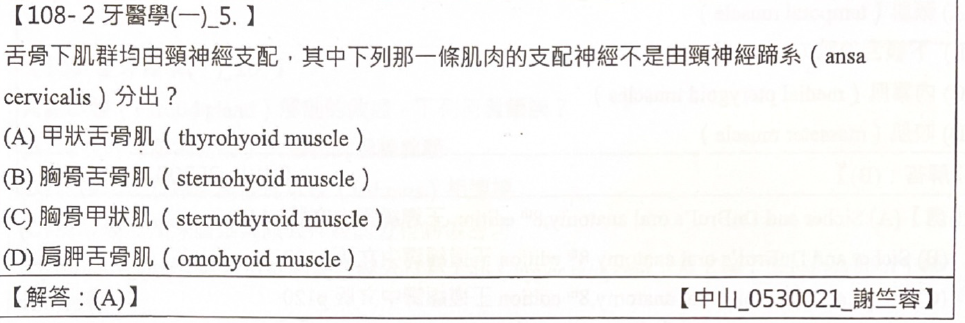 【108-2 牙醫學(一)_5.】
舌骨下肌群均由頸神經支配，其中下列那一條肌肉的支配神經不是由頸神經蹄系（ansa
cervicalis）分出？
(A) 甲狀舌骨肌（thyrohyoid muscle）
(B) 胸骨舌骨肌（sternohyoid muscle）
(C) 胸骨甲狀肌（sternothyroid muscle）
(D) 肩胛舌骨肌（omohyoid muscle）
【解答：(A)】 【中山_0530021_謝竺蓉】